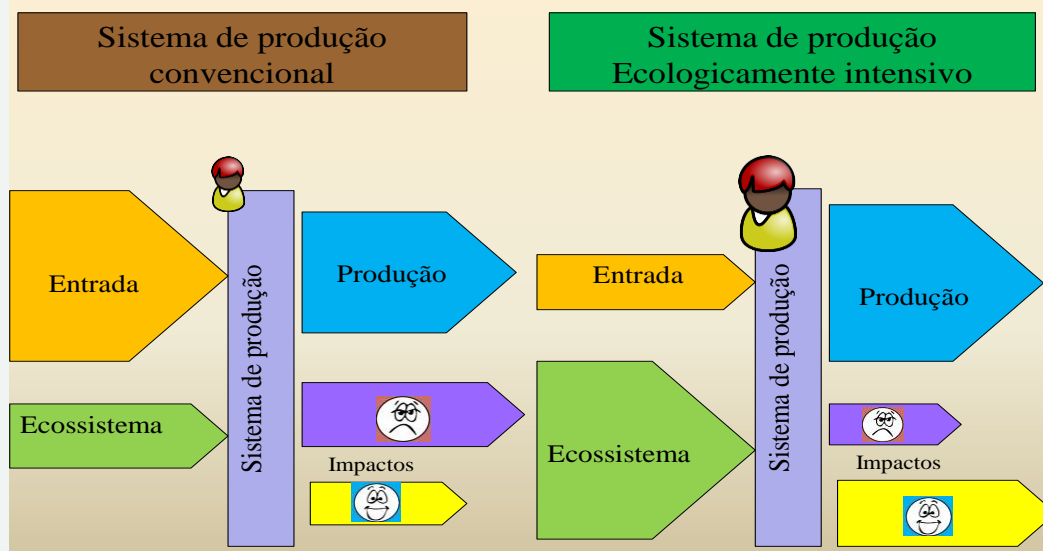 Sistema de produção
convencional
Entrada
Ecossistema
Sistema de produção
Produção
Impactos
Sistema de produção
Ecologicamente intensivo
Entrada
Ecossistema
Sistema de produção
Produção
Impactos